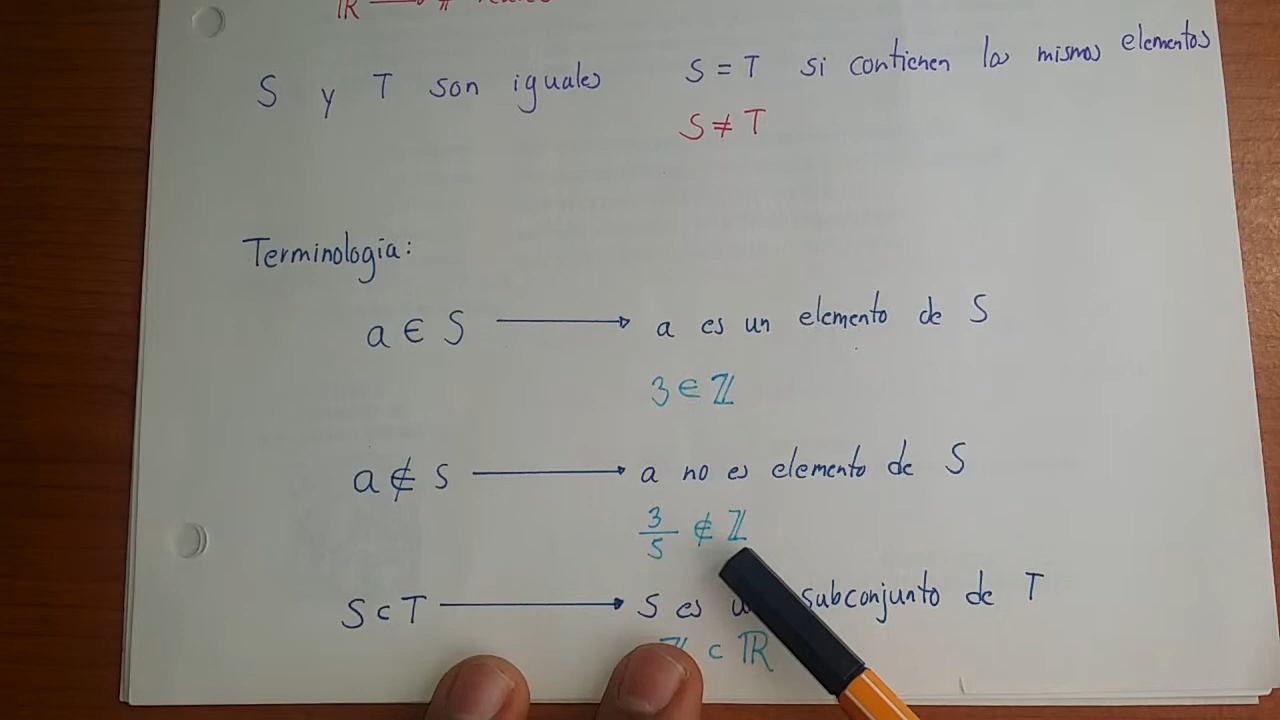 ℝ
S y T son iguales S = T si contienen los mismos elementos
S ≠ T
Terminología:
a ∈ S → a es un elemento de S
3 ∈ ℤ
a ∉ S → a no es elemento de S
3/5 ∉ ℤ
S ⊂ T → S es subconjunto de T
⊂ ℝ